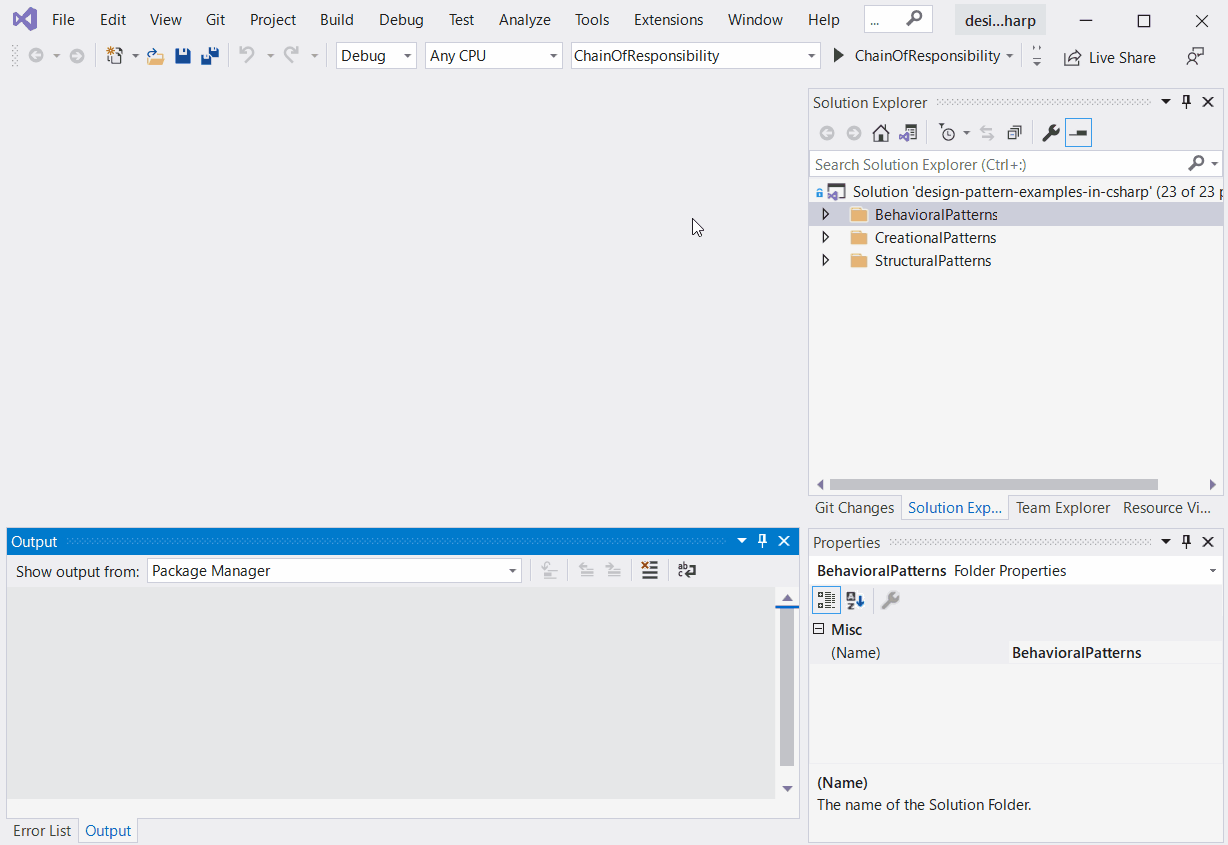 File Edit View Git Project Build Debug Test Analyze Tools Extensions Window Help ... desi...harp
Debug Any CPU ChainOfResponsibility ChainOfResponsibility Live Share
Solution Explorer
Search Solution Explorer (Ctrl+:)
Solution 'design-pattern-examples-in-csharp' (23 of 23 p
BehavioralPatterns
CreationalPatterns
StructuralPatterns
Git Changes Solution Exp... Team Explorer Resource Vi...
Output
Show output from: Package Manager
Error List Output
Properties
BehavioralPatterns Folder Properties
Misc
(Name) BehavioralPatterns
(Name)
The name of the Solution Folder.